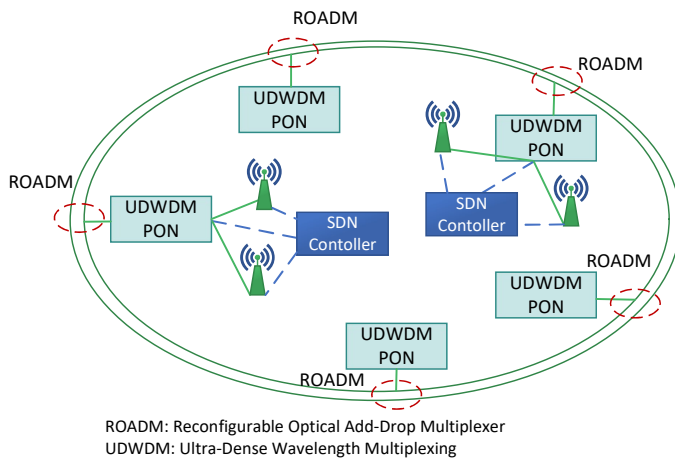 ROADM
UDWDM
PON
ROADM
UDWDM
PON
ROADM
UDWDM
PON
SDN
Contoller
SDN
Contoller
ROADM
UDWDM
PON
UDWDM
PON
ROADM
ROADM: Reconfigurable Optical Add-Drop Multiplexer
UDWDM: Ultra-Dense Wavelength Multiplexing